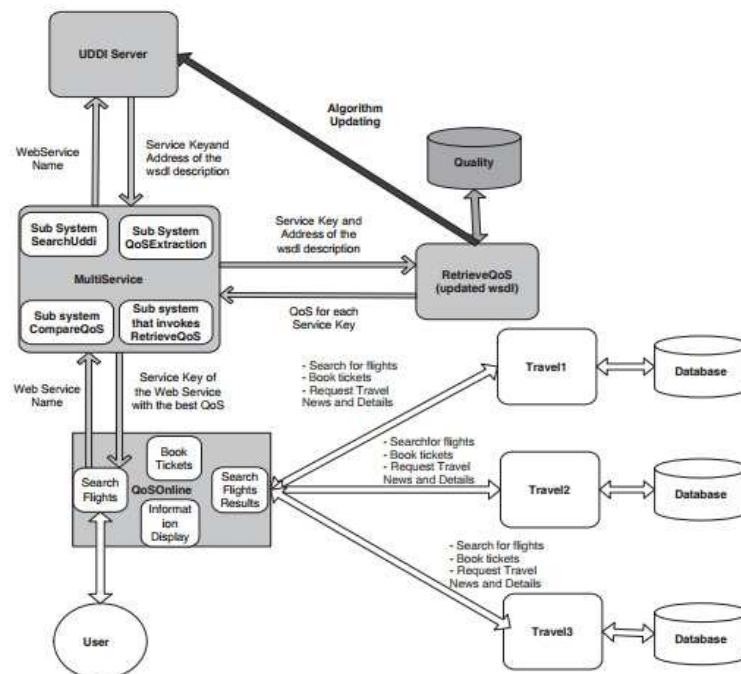 UDDI Server
Algorithm
Updating
WebService
Name
Service Keyand
Address of the
wsdl description
Quality
Sub System
SearchUddi
Sub System
QoSExtraction
MultiService
Sub system
CompareQoS
Sub system
that invokes
RetrieveQoS
Service Key and
Address of the
wsdl description
QoS for each
Service Key
RetrieveQoS
(updated wsdl)
Web Service
Name
Service Key of
the Web Service
with the best QoS
- Search for flights
- Book tickets
- Request Travel
News and Details
Travel1
Database
Search
Flights
Book
Tickets
QoSOnline
Informat
ion
Display
Search
Flights
Results
- Searchfor flights
- Book tickets
- Request Travel
News and Details
Travel2
Database
- Search for flights
- Book tickets
- Request Travel
News and Details
Travel3
Database
User